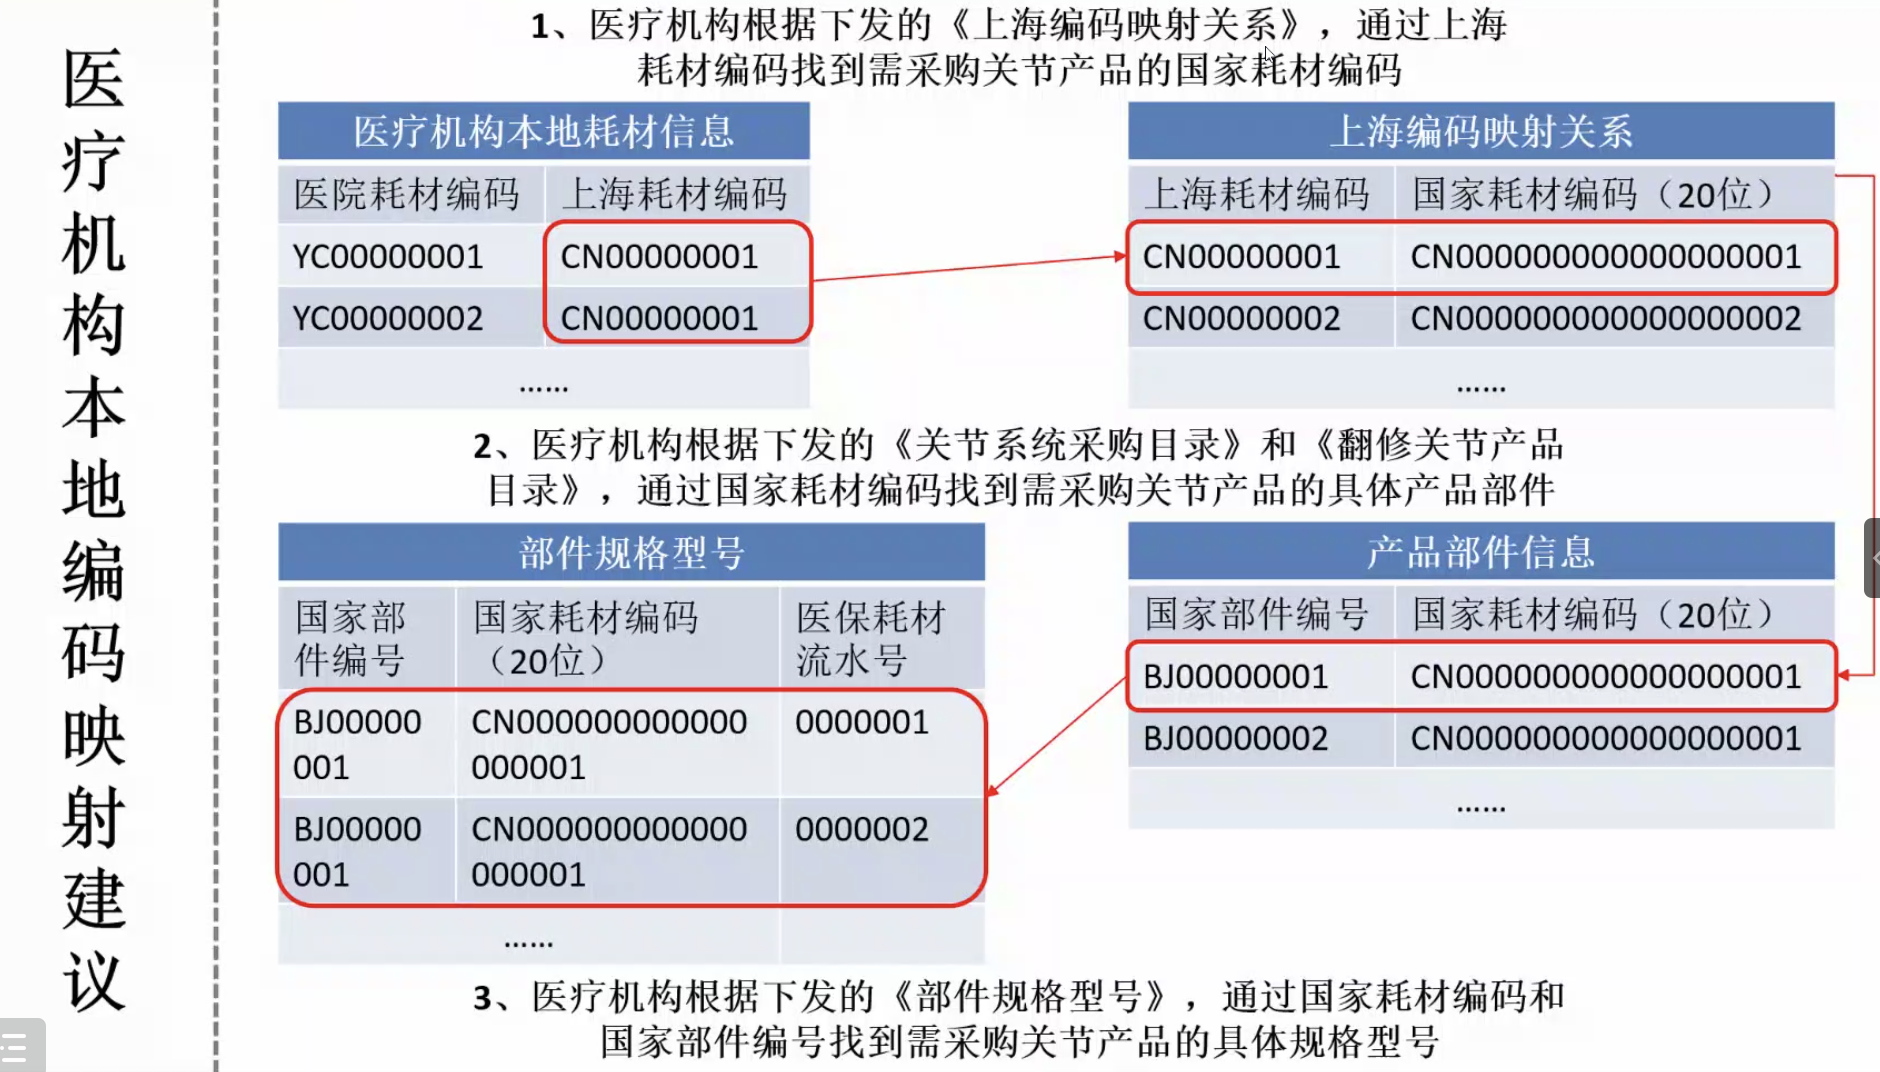 医疗机构本地编码映射建议
1、医疗机构根据下发的《上海编码映射关系》，通过上海
耗材编码找到需采购关节产品的国家耗材编码
医疗机构本地耗材信息
医院耗材编码 上海耗材编码
YC00000001 CN00000001
YC00000002 CN00000001
……
上海编码映射关系
上海耗材编码 国家耗材编码（20位）
CN00000001 CN000000000000000001
CN00000002 CN000000000000000002
……
2、医疗机构根据下发的《关节系统采购目录》和《翻修关节产品
目录》，通过国家耗材编码找到需采购关节产品的具体产品部件
部件规格型号
国家部 国家耗材编码 医保耗材
件编号 （20位） 流水号
BJ00000 CN000000000000 0000001
001 000001
BJ00000 CN000000000000 0000002
001 000001
……
产品部件信息
国家部件编号 国家耗材编码（20位）
BJ00000001 CN000000000000000001
BJ00000002 CN000000000000000001
……
3、医疗机构根据下发的《部件规格型号》，通过国家耗材编码和
国家部件编号找到需采购关节产品的具体规格型号